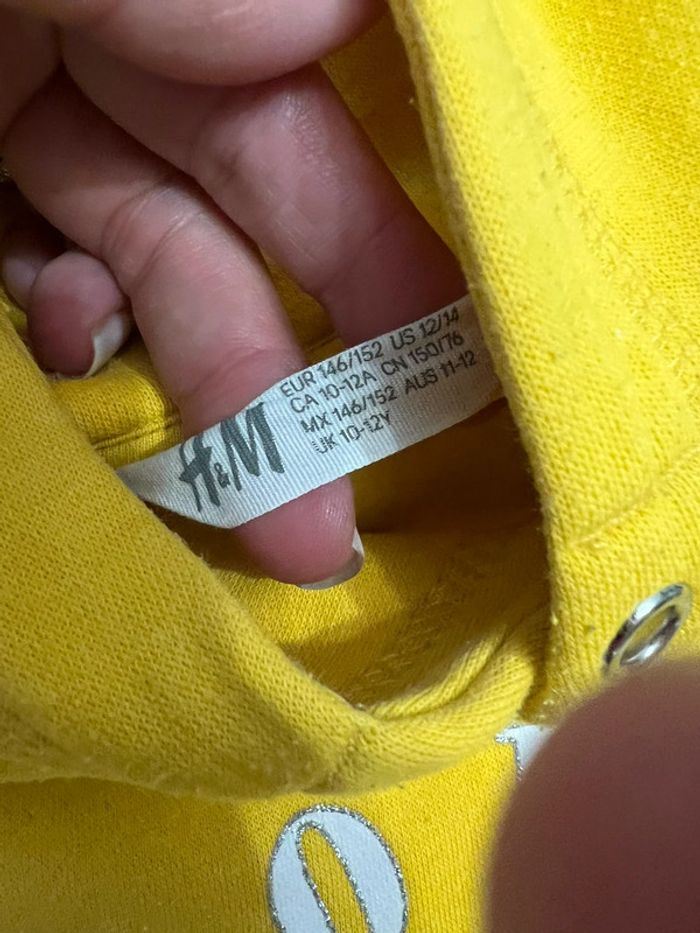 H&M
EUR 146/152 US 12/14
CA 10-12A CN 150/76
MX 146/152 AUS 11-12
UK 10-12Y